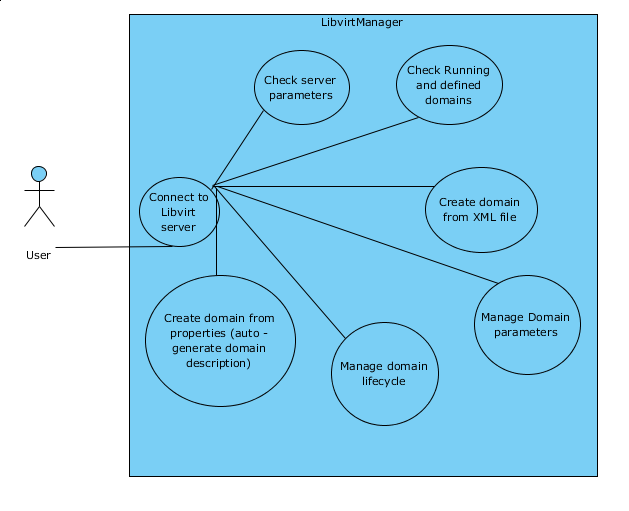 LibvirtManager
Check server
parameters
Check Running
and defined
domains
Connect to
Libvirt
server
Create domain
from XML file
User
Create domain from
properties (auto -
generate domain
description)
Manage Domain
parameters
Manage domain
lifecycle